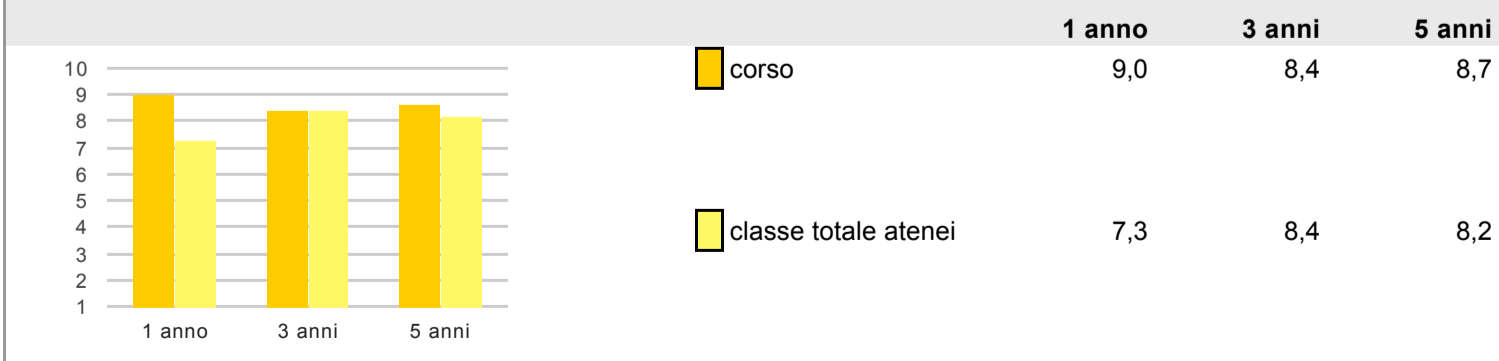 1 anno 3 anni 5 anni
corso 9,0 8,4 8,7
classe totale atenei 7,3 8,4 8,2
10
9
8
7
6
5
4
3
2
1
1 anno 3 anni 5 anni